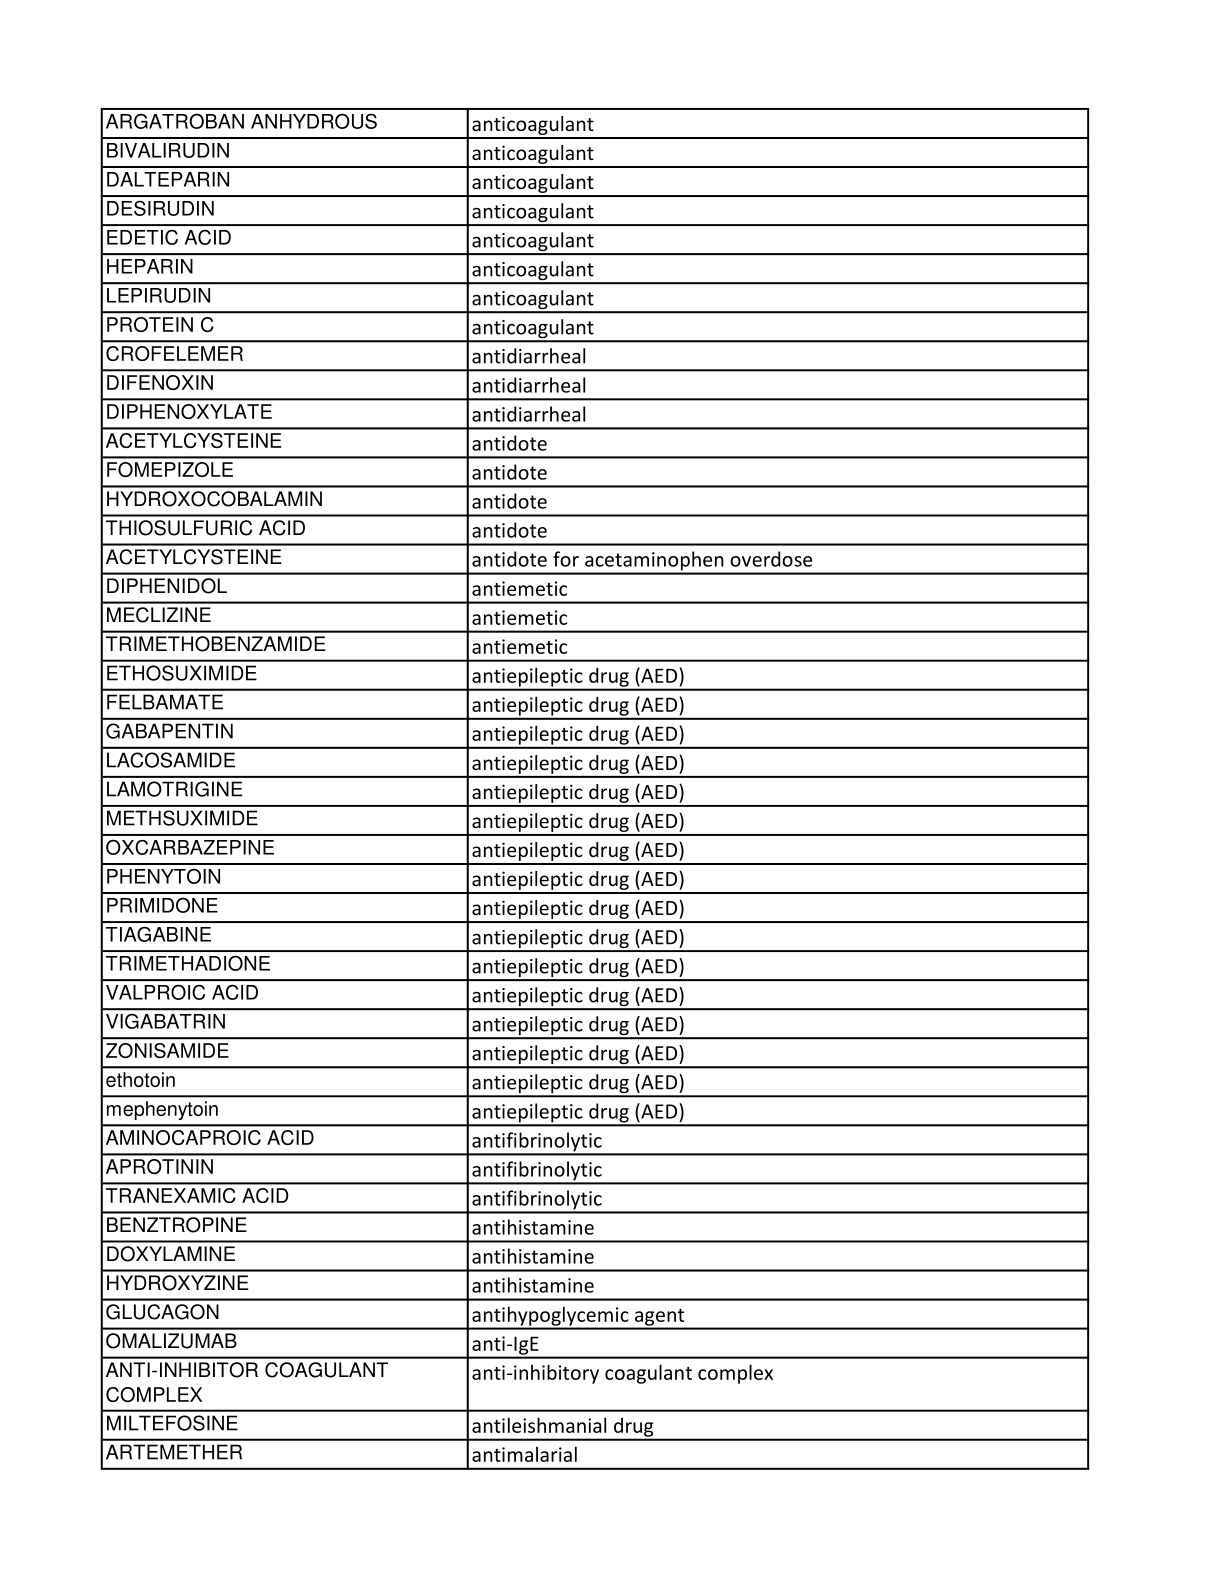 ARGATROBAN ANHYDROUS anticoagulant
BIVALIRUDIN anticoagulant
DALTEPARIN anticoagulant
DESIRUDIN anticoagulant
EDETIC ACID anticoagulant
HEPARIN anticoagulant
LEPIRUDIN anticoagulant
PROTEIN C anticoagulant
CROFELEMER antidiarrheal
DIFENOXIN antidiarrheal
DIPHENOXYLATE antidiarrheal
ACETYLCYSTEINE antidote
FOMEPIZOLE antidote
HYDROXOCOBALAMIN antidote
THIOSULFURIC ACID antidote
ACETYLCYSTEINE antidote for acetaminophen overdose
DIPHENIDOL antiemetic
MECLIZINE antiemetic
TRIMETHOBENZAMIDE antiemetic
ETHOSUXIMIDE antiepileptic drug (AED)
FELBAMATE antiepileptic drug (AED)
GABAPENTIN antiepileptic drug (AED)
LACOSAMIDE antiepileptic drug (AED)
LAMOTRIGINE antiepileptic drug (AED)
METHSUXIMIDE antiepileptic drug (AED)
OXCARBAZEPINE antiepileptic drug (AED)
PHENYTOIN antiepileptic drug (AED)
PRIMIDONE antiepileptic drug (AED)
TIAGABINE antiepileptic drug (AED)
TRIMETHADIONE antiepileptic drug (AED)
VALPROIC ACID antiepileptic drug (AED)
VIGABATRIN antiepileptic drug (AED)
ZONISAMIDE antiepileptic drug (AED)
ethotoin antiepileptic drug (AED)
mephenytoin antiepileptic drug (AED)
AMINOCAPROIC ACID antifibrinolytic
APROTININ antifibrinolytic
TRANEXAMIC ACID antifibrinolytic
BENZTROPINE antihistamine
DOXYLAMINE antihistamine
HYDROXYZINE antihistamine
GLUCAGON antihypoglycemic agent
OMALIZUMAB anti-IgE
ANTI-INHIBITOR COAGULANT anti-inhibitory coagulant complex
COMPLEX
MILTEFOSINE antileishmanial drug
ARTEMETHER antimalarial